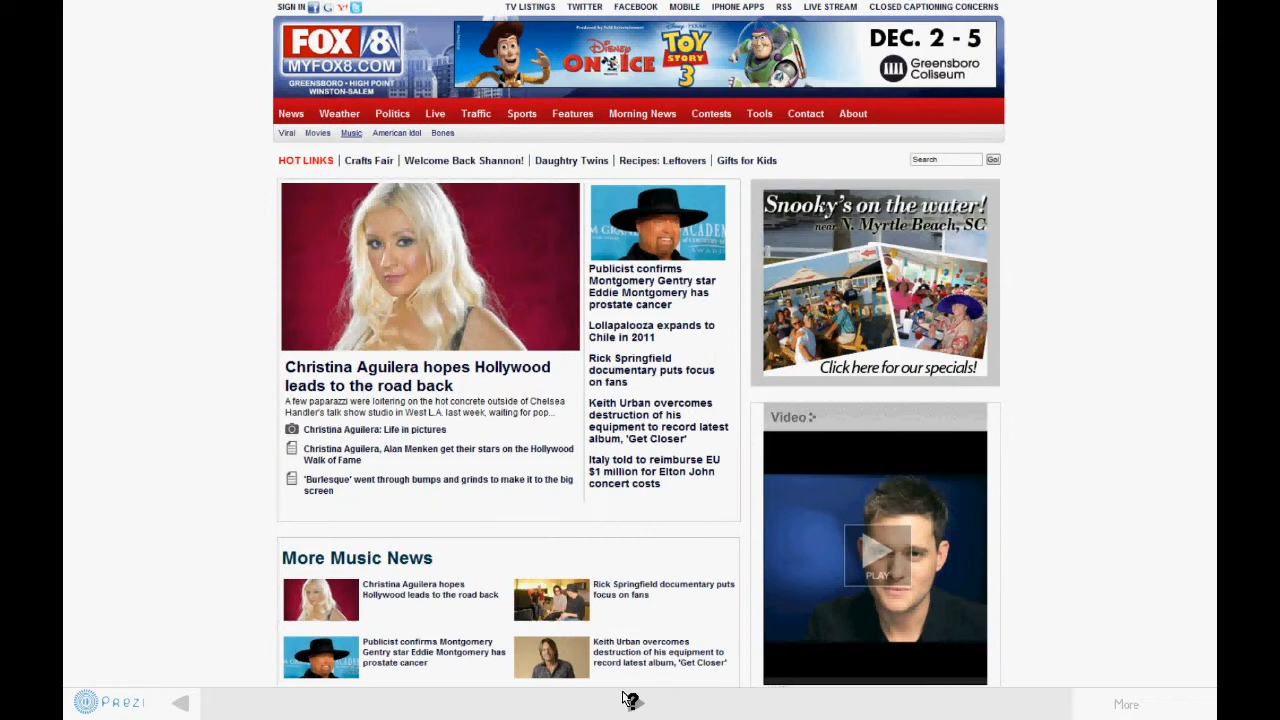 SIGN IN
TV LISTINGS TWITTER FACEBOOK MOBILE IPHONE APPS RSS LIVE STREAM CLOSED CAPTIONING CONCERNS
FOX 8
MYFOX8.COM
GREENSBORO • HIGH POINT
WINSTON-SALEM
DISNEY
ON ICE
TOY
STORY
3
DEC. 2 - 5
Greensboro
Coliseum
News Weather Politics Live Traffic Sports Features Morning News Contests Tools Contact About
Viral Movies Music American Idol Bones
HOT LINKS | Crafts Fair | Welcome Back Shannon! | Daughtry Twins | Recipes: Leftovers | Gifts for Kids
Search Go!
Christina Aguilera hopes Hollywood
leads to the road back
A few paparazzi were loitering on the hot concrete outside of Chelsea
Handler's talk show studio in West L.A. last week, waiting for pop...
Christina Aguilera: Life in pictures
Christina Aguilera, Alan Menken get their stars on the Hollywood
Walk of Fame
'Burlesque' went through bumps and grinds to make it to the big
screen
Publicist confirms
Montgomery Gentry star
Eddie Montgomery has
prostate cancer
Lollapalooza expands to
Chile in 2011
Rick Springfield
documentary puts focus
on fans
Keith Urban overcomes
destruction of his
equipment to record latest
album, 'Get Closer'
Italy told to reimburse EU
$1 million for Elton John
concert costs
Snooky's on the water!
near N. Myrtle Beach, SC
Click here for our specials!
Video
PLAY
More Music News
Christina Aguilera hopes
Hollywood leads to the road back
Rick Springfield documentary puts
focus on fans
Publicist confirms Montgomery
Gentry star Eddie Montgomery has
prostate cancer
Keith Urban overcomes
destruction of his equipment to
record latest album, 'Get Closer'
PREZI
More